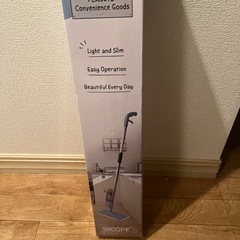 Convenience Goods
Light and Slim
Easy Operation
Beautiful Every Day
SNOOPY